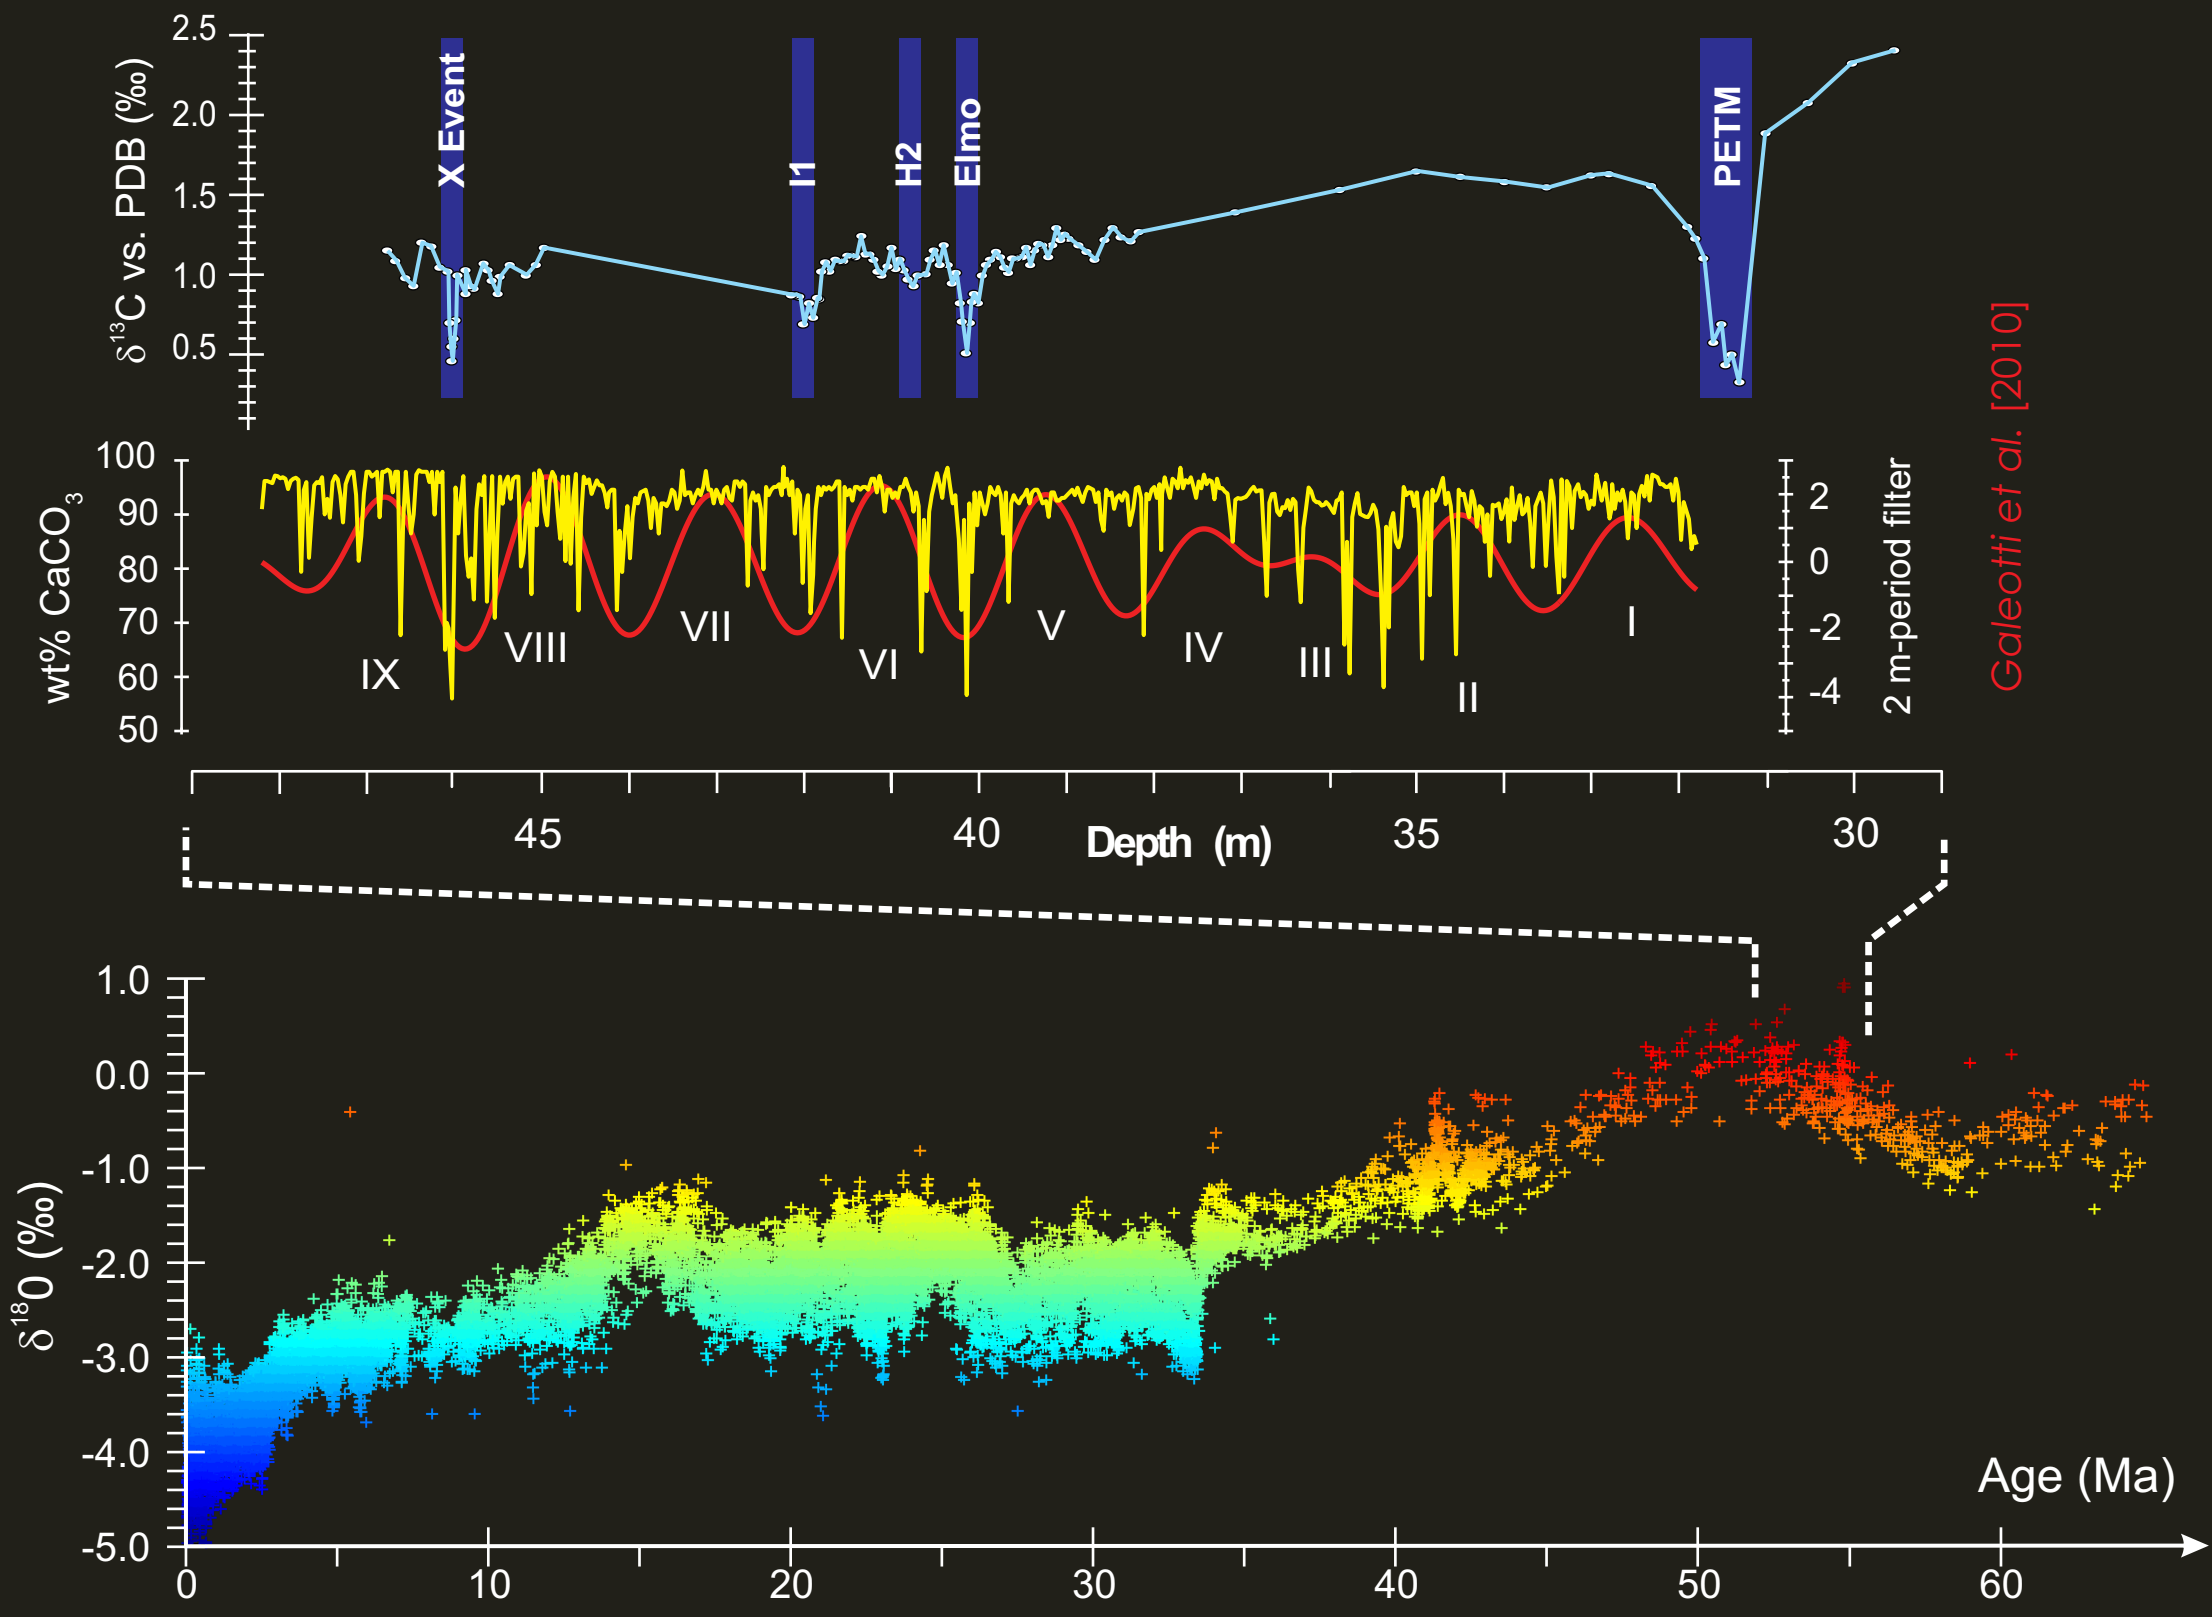 2.5
2.0
1.5
1.0
0.5
δ13C vs. PDB (‰)
X Event
I1
H2
Elmo
PETM
100
90
80
70
60
50
wt% CaCO3
IX
VIII
VII
VI
V
IV
III
II
I
2
0
-2
-4
2 m-period filter
Galeotti et al. [2010]
45
40
Depth (m)
35
30
1.0
0.0
-1.0
-2.0
-3.0
-4.0
-5.0
δ180 (‰)
Age (Ma)
0
10
20
30
40
50
60